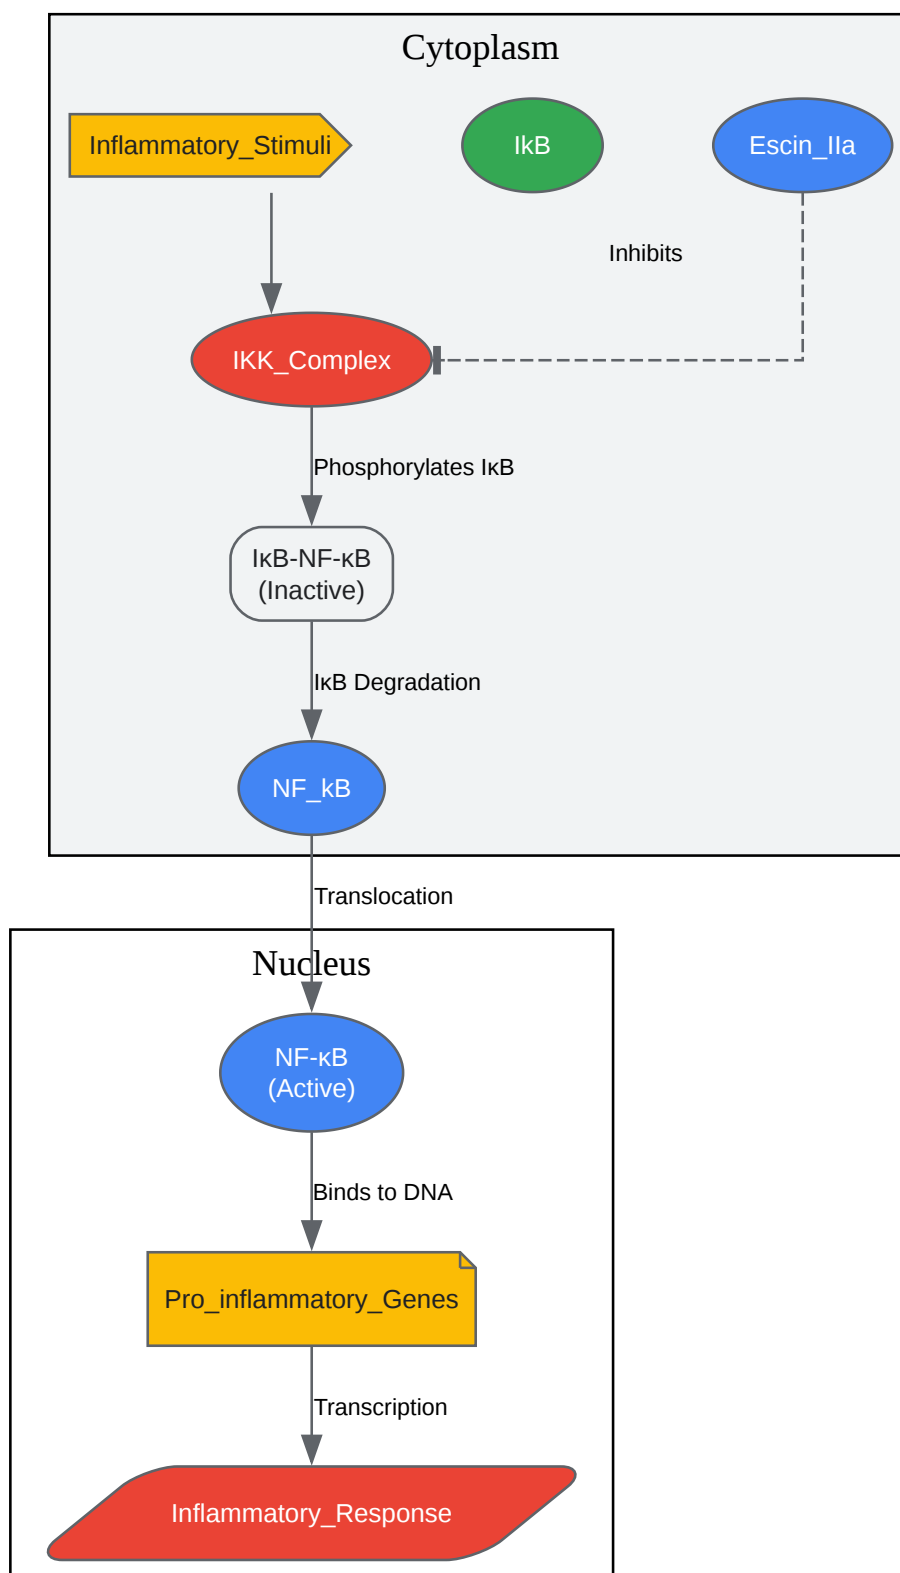 Cytoplasm
Inflammatory_Stimuli
IkB
Escin_IIa
Inhibits
IKK_Complex
Phosphorylates IκB
IκB-NF-κB
(Inactive)
IκB Degradation
NF_kB
Translocation
Nucleus
NF-κB
(Active)
Binds to DNA
Pro_inflammatory_Genes
Transcription
Inflammatory_Response